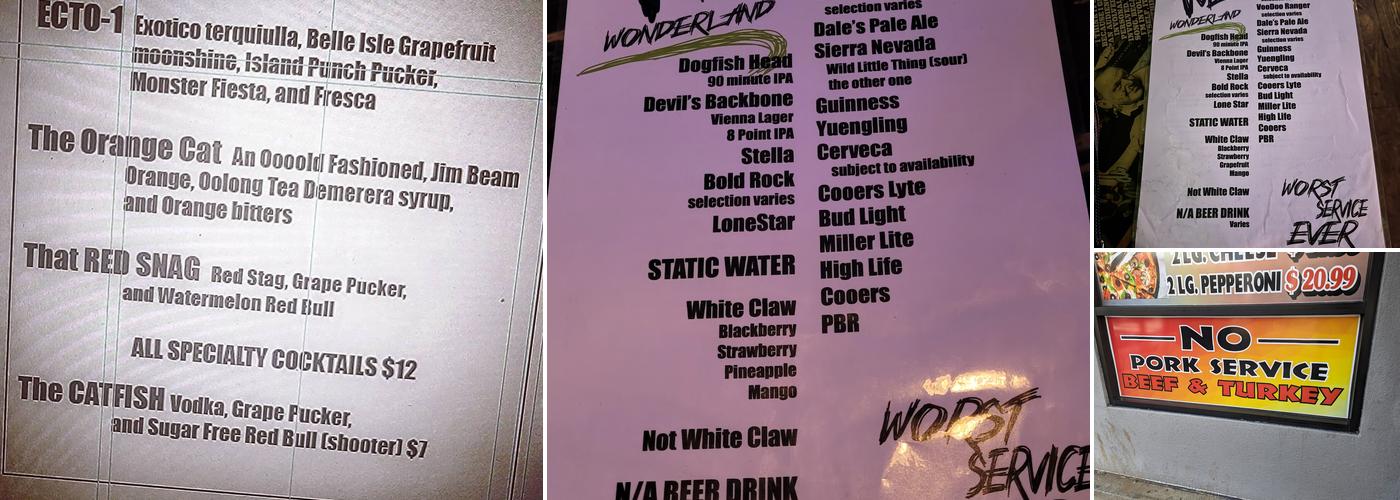 ECTO-1 Exotico terquiulla, Belle Isle Grapefruit
moonshine, Island Punch Pucker,
Monster Fiesta, and Fresca
The Orange Cat An Oooold Fashioned, Jim Beam
Orange, Oolong Tea Demerera syrup,
and Orange bitters
That RED SNAG Red Stag, Grape Pucker,
and Watermelon Red Bull
ALL SPECIALTY COCKTAILS $12
The CATFISH Vodka, Grape Pucker,
and Sugar Free Red Bull (shooter) $7
WONDERLAND
Dogfish Head
90 minute IPA
Devil's Backbone
Vienna Lager
8 Point IPA
Stella
Bold Rock
selection varies
LoneStar
STATIC WATER
White Claw
Blackberry
Strawberry
Pineapple
Mango
Not White Claw
N/A BEER DRINK
selection varies
Dale's Pale Ale
Sierra Nevada
Wild Little Thing (sour)
the other one
Guinness
Yuengling
Cerveca
subject to availability
Cooers Lyte
Bud Light
Miller Lite
High Life
Cooers
PBR
WORST
SERVICE
WONDERLAND
Dogfish Head
90 minute IPA
Devil's Backbone
Vienna Lager
8 Point IPA
Stella
Bold Rock
selection varies
Lone Star
STATIC WATER
White Claw
Blackberry
Strawberry
Grapefruit
Mango
Not White Claw
N/A BEER DRINK
Varies
VooDoo Ranger
selection varies
Dale's Pale Ale
Sierra Nevada
selection varies
Guinness
Yuengling
Cerveca
subject to availability
Cooers Lyte
Bud Light
Miller Lite
High Life
Cooers
PBR
WORST
SERVICE
EVER
2 LG. CHEESE
2 LG. PEPPERONI $20.99
NO
PORK SERVICE
BEEF & TURKEY